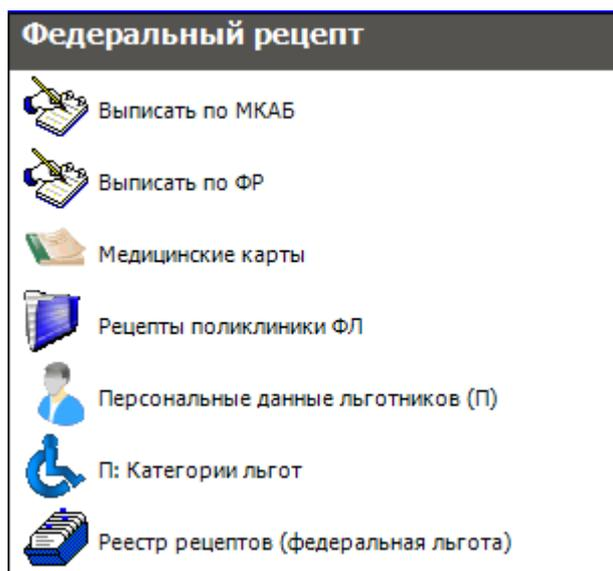 Федеральный рецепт
Выписать по МКАБ
Выписать по ФР
Медицинские карты
Рецепты поликлиники ФЛ
Персональные данные льготников (П)
П: Категории льгот
Реестр рецептов (федеральная льгота)